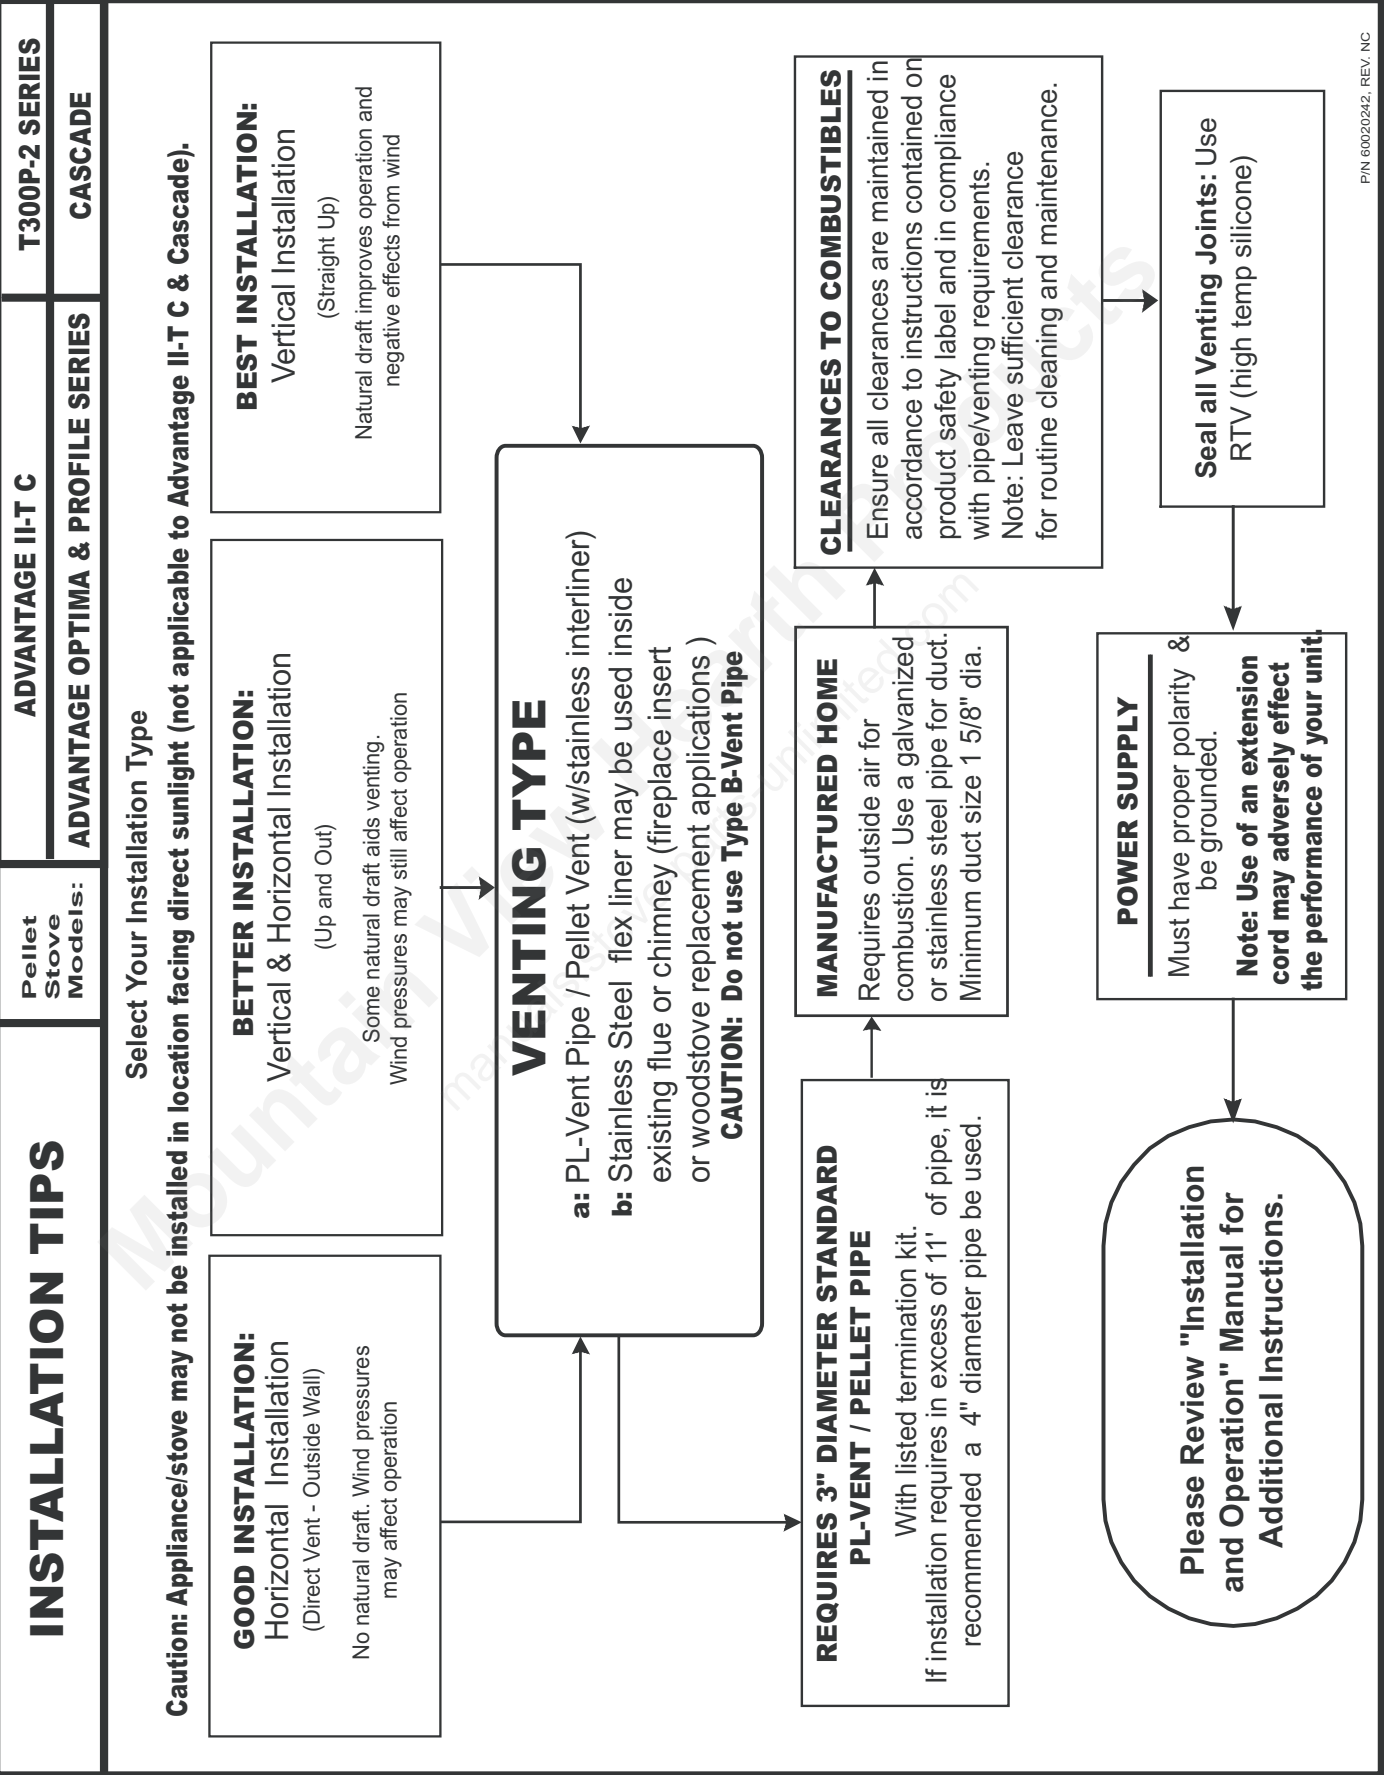 INSTALLATION TIPS
Pellet
Stove
Models:
ADVANTAGE II-T C
T300P-2 SERIES
ADVANTAGE OPTIMA & PROFILE SERIES
CASCADE
Select Your Installation Type
Caution: Appliance/stove may not be installed in location facing direct sunlight (not applicable to Advantage II-T C & Cascade).
GOOD INSTALLATION:
Horizontal Installation
(Direct Vent - Outside Wall)
No natural draft. Wind pressures
may affect operation
BETTER INSTALLATION:
Vertical & Horizontal Installation
(Up and Out)
Some natural draft aids venting.
Wind pressures may still affect operation
BEST INSTALLATION:
Vertical Installation
(Straight Up)
Natural draft improves operation and
negative effects from wind
VENTING TYPE
a: PL-Vent Pipe / Pellet Vent (w/stainless interliner)
b: Stainless Steel flex liner may be used inside
existing flue or chimney (fireplace insert
or woodstove replacement applications )
CAUTION: Do not use Type B-Vent Pipe
REQUIRES 3" DIAMETER STANDARD
PL-VENT / PELLET PIPE
With listed termination kit.
If installation requires in excess of 11' of pipe, it is
recommended a 4" diameter pipe be used.
MANUFACTURED HOME
Requires outside air for
combustion. Use a galvanized
or stainless steel pipe for duct.
Minimum duct size 1 5/8" dia.
CLEARANCES TO COMBUSTIBLES
Ensure all clearances are maintained in
accordance to instructions contained on
product safety label and in compliance
with pipe/venting requirements.
Note: Leave sufficient clearance
for routine cleaning and maintenance.
Seal all Venting Joints: Use
RTV (high temp silicone)
POWER SUPPLY
Must have proper polarity &
be grounded.
Note: Use of an extension
cord may adversely effect
the performance of your unit.
Please Review "Installation
and Operation" Manual for
Additional Instructions.
P/N 60020242, REV. NC
Mountain View Hearth Products
manuals-stove-parts-unlimited.com